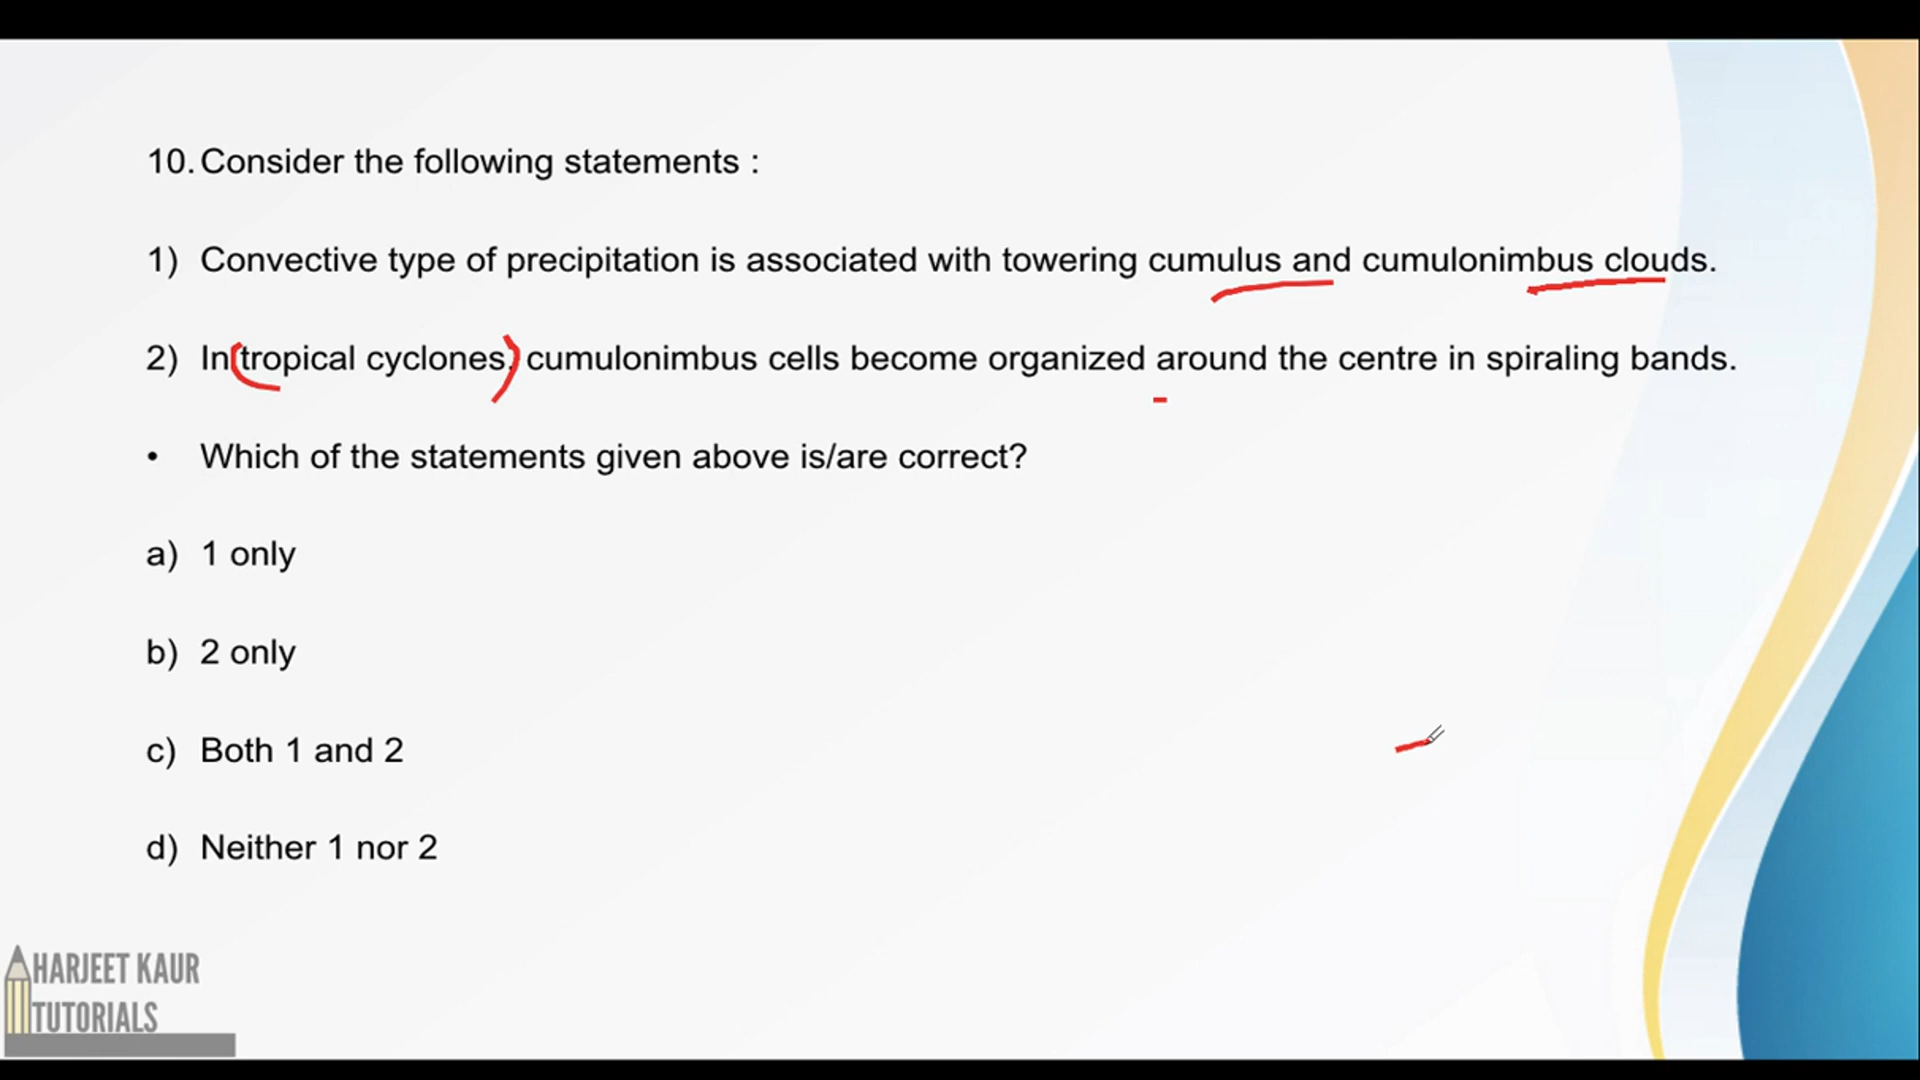 10. Consider the following statements :
1) Convective type of precipitation is associated with towering cumulus and cumulonimbus clouds.
2) In tropical cyclones, cumulonimbus cells become organized around the centre in spiraling bands.
• Which of the statements given above is/are correct?
a) 1 only
b) 2 only
c) Both 1 and 2
d) Neither 1 nor 2
HARJEET KAUR
TUTORIALS